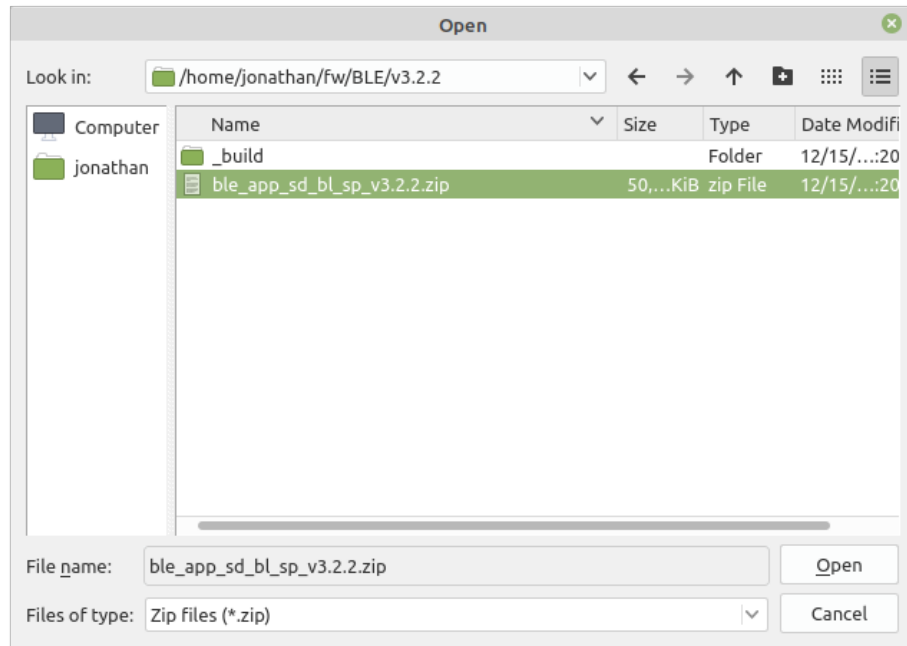 Open
Look in: /home/jonathan/fw/BLE/v3.2.2
Computer
jonathan
Name Size Type Date Modifi
_build Folder 12/15/...:20
ble_app_sd_bl_sp_v3.2.2.zip 50,...KiB zip File 12/15/...:20
File name: ble_app_sd_bl_sp_v3.2.2.zip Open
Files of type: Zip files (*.zip) Cancel